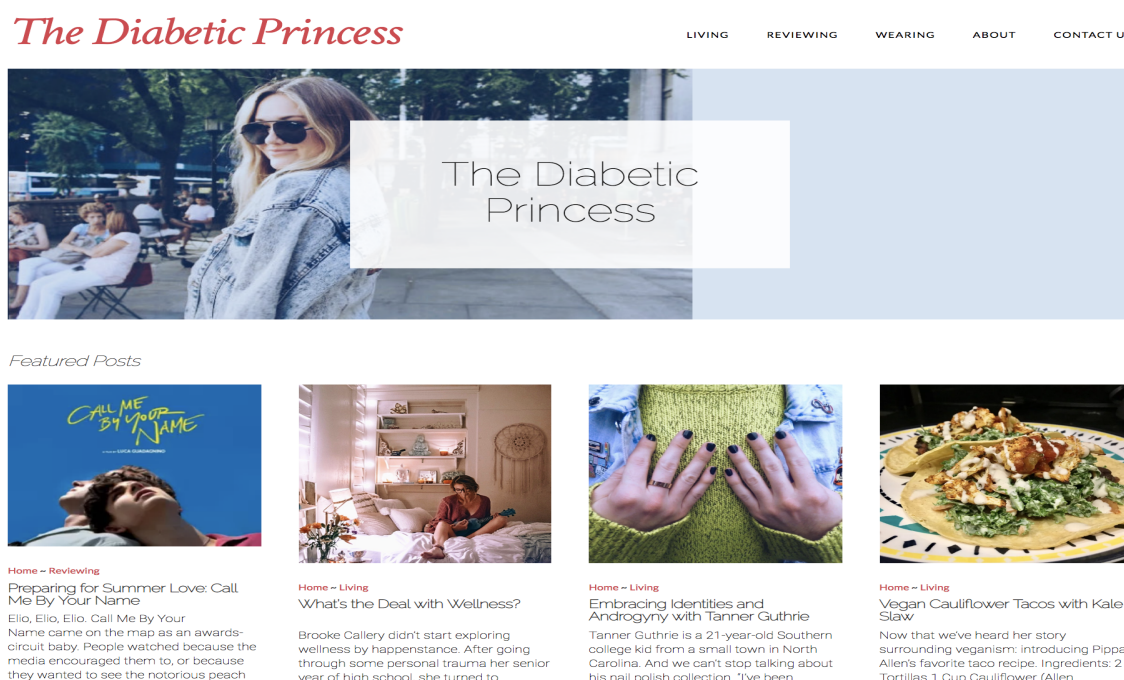 The Diabetic Princess
LIVING REVIEWING WEARING ABOUT CONTACT U
The Diabetic
Princess
Featured Posts
CALL ME
BY YOUR
NAME
A FILM BY LUCA GUADAGNINO
Home ~ Reviewing
Preparing for Summer Love: Call
Me By Your Name
Elio, Elio, Elio. Call Me By Your
Name came on the map as an awards-
circuit baby. People watched because the
media encouraged them to, or because
they wanted to see the notorious peach
Home ~ Living
What's the Deal with Wellness?
Brooke Callery didn't start exploring
wellness by happenstance. After going
through some personal trauma her senior
year of high school, she turned to
Home ~ Living
Embracing Identities and
Androgyny with Tanner Guthrie
Tanner Guthrie is a 21-year-old Southern
college kid from a small town in North
Carolina. And we can't stop talking about
his nail polish collection. "I've been
Home ~ Living
Vegan Cauliflower Tacos with Kale
Slaw
Now that we've heard her story
surrounding veganism: introducing Pippa
Allen's favorite taco recipe. Ingredients: 2
Tortillas 1 Cup Cauliflower (Allen